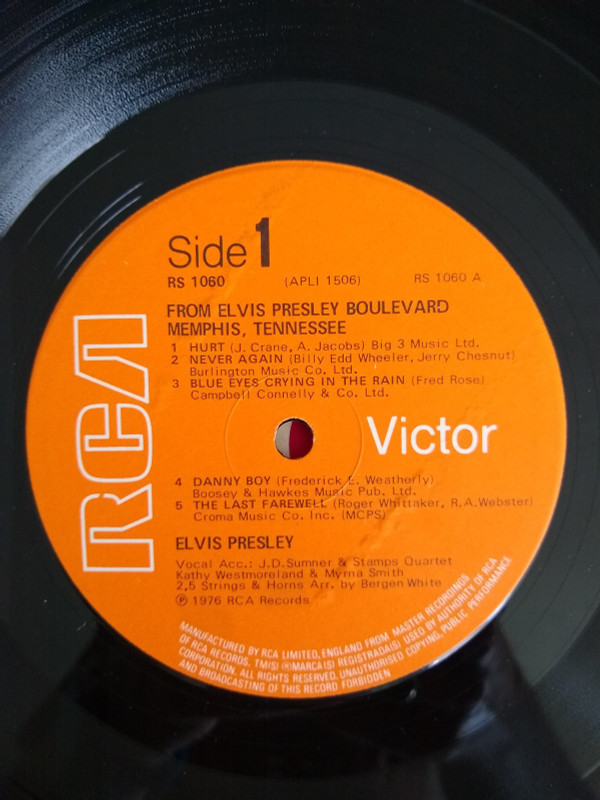 Side 1
RS 1060 (APLI 1506) RS 1060 A
FROM ELVIS PRESLEY BOULEVARD
MEMPHIS, TENNESSEE
1 HURT (J. Crane, A. Jacobs) Big 3 Music Ltd.
2 NEVER AGAIN (Billy Edd Wheeler, Jerry Chesnut)
Burlington Music Co. Ltd.
3 BLUE EYES CRYING IN THE RAIN (Fred Rose)
Campbell Connelly & Co. Ltd.
RCA
Victor
4 DANNY BOY (Frederick E. Weatherly)
Boosey & Hawkes Music Pub. Ltd.
5 THE LAST FAREWELL (Roger Whittaker, R.A.Webster)
Croma Music Co. Inc. (MCPS)
ELVIS PRESLEY
Vocal Acc.: J.D.Sumner & Stamps Quartet
Kathy Westmoreland & Myrna Smith
2,5 Strings & Horns Arr. by Bergen White
℗ 1976 RCA Records
MANUFACTURED BY RCA LIMITED, ENGLAND FROM MASTER RECORDINGS
OF RCA RECORDS. TM(S) ® MARCA(S) REGISTRADA(S) USED BY AUTHORITY OF RCA
CORPORATION. ALL RIGHTS RESERVED. UNAUTHORISED COPYING, PUBLIC PERFORMANCE
AND BROADCASTING OF THIS RECORD FORBIDDEN